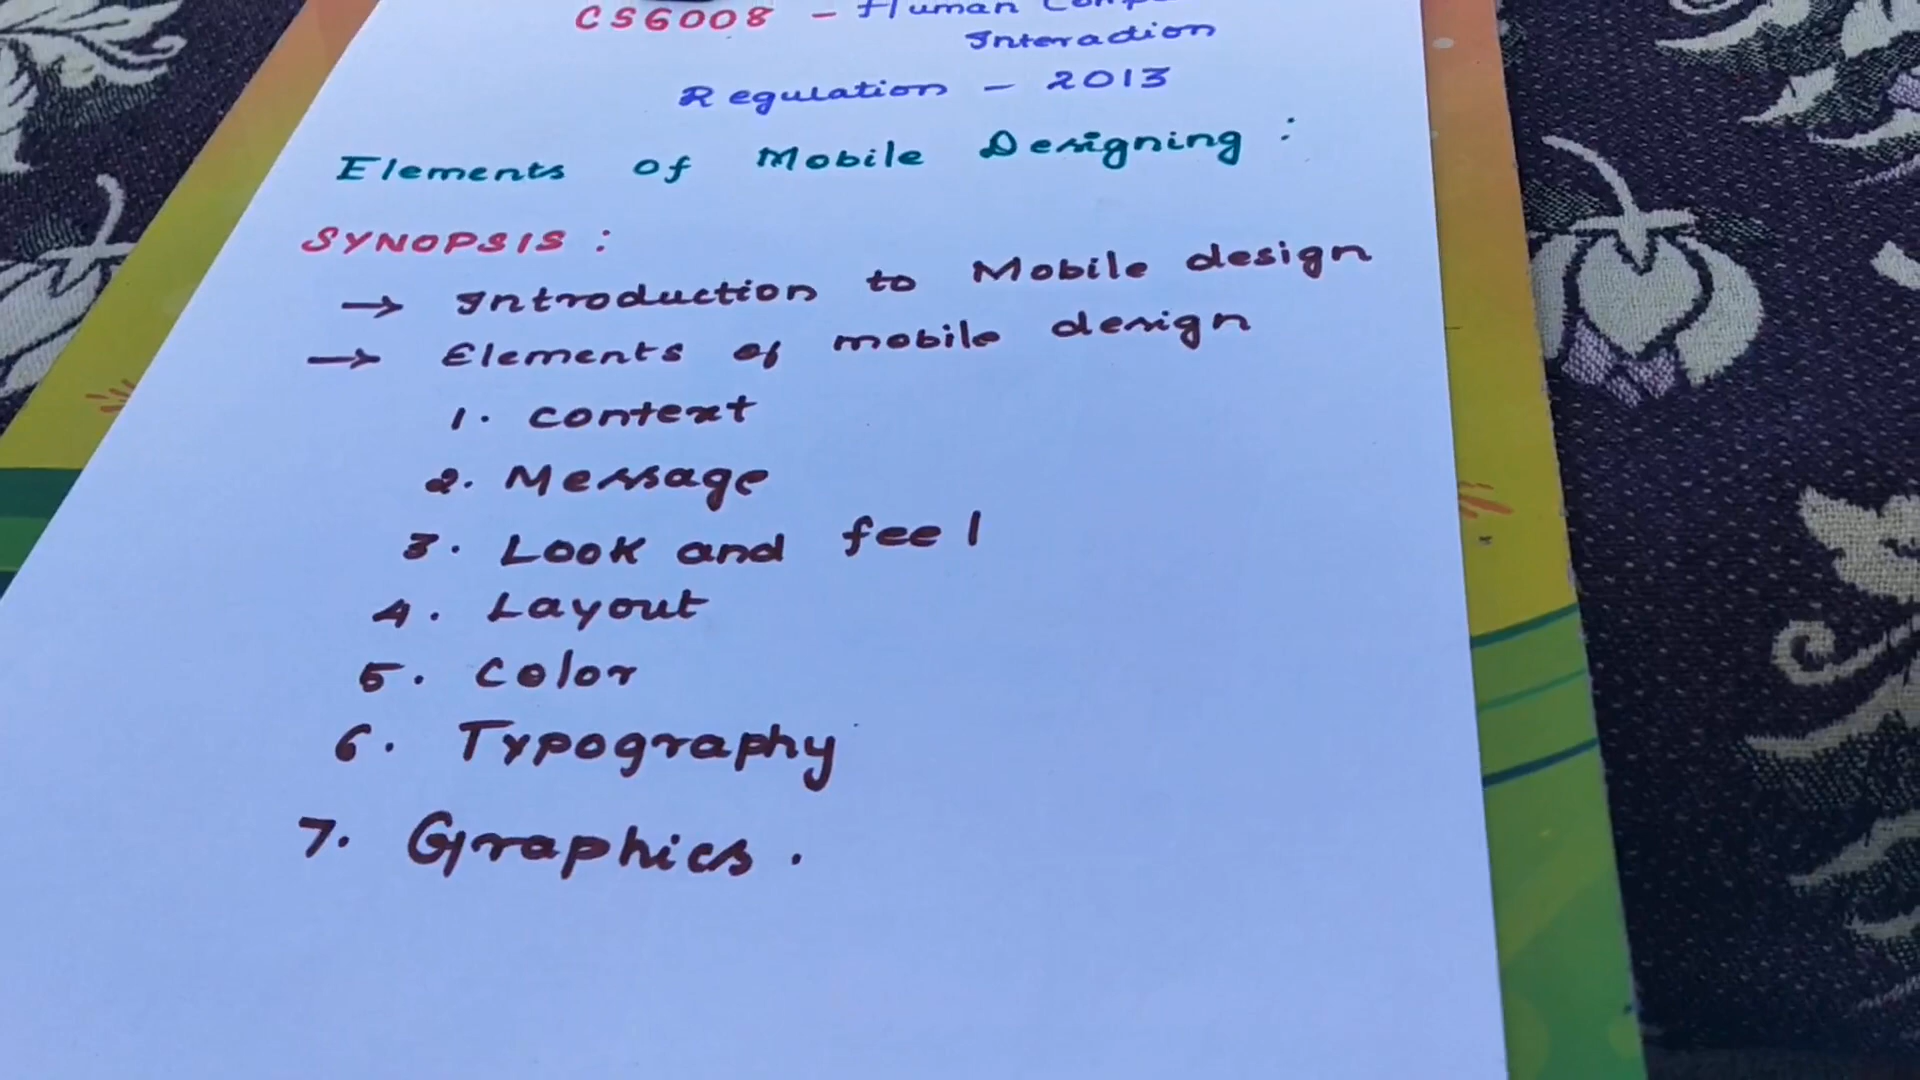 CS6008 - Human
Interaction
Regulation - 2013
Elements of Mobile Designing :
SYNOPSIS :
→ Introduction to Mobile design
→ Elements of mobile design
1. Context
2. Message
3. Look and feel
4. Layout
5. Color
6. Typography
7. Graphics .